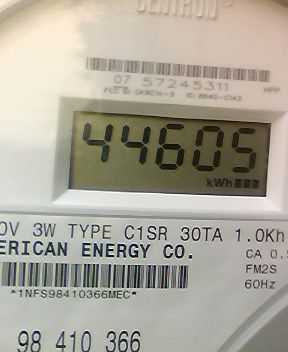 CENTRON®
07 57245311
44605
kWh
0V 3W TYPE C1SR 30TA 1.0Kh
ERICAN ENERGY CO.
CA 0.5
FM2S
*1NFS98410366MEC*
60Hz
98 410 366